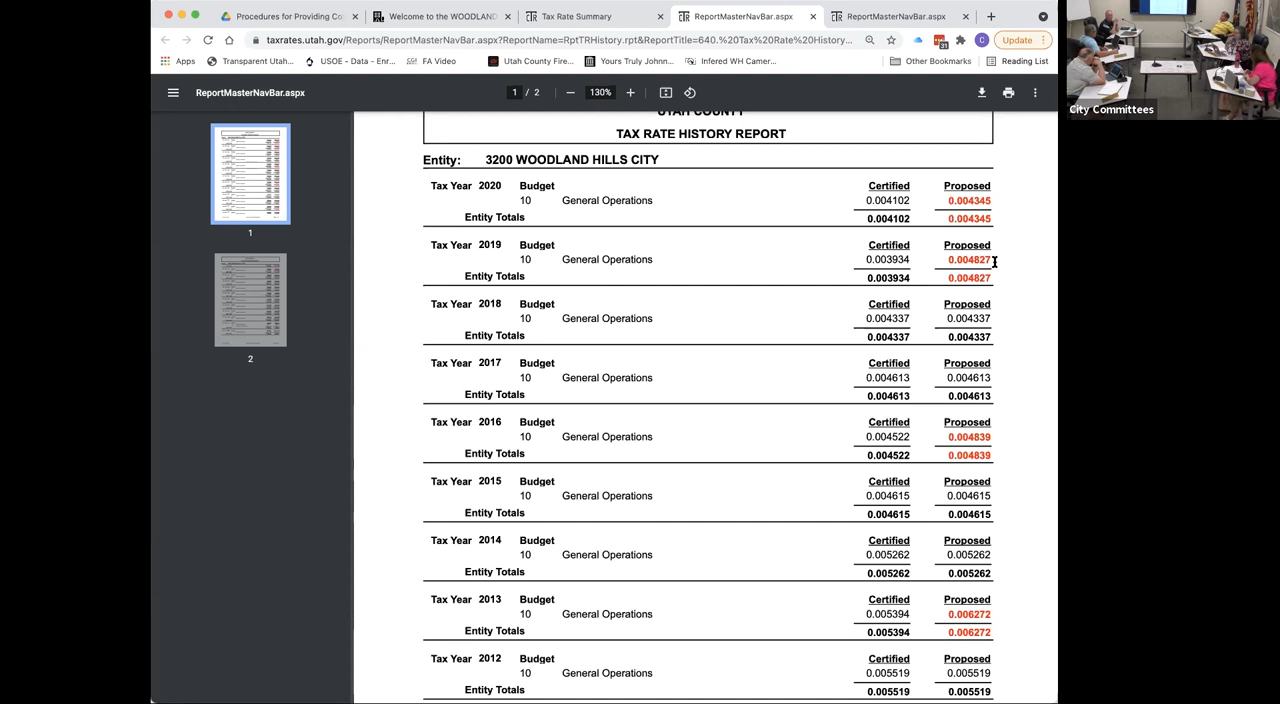 Procedures for Providing Co
Welcome to the WOODLAND
Tax Rate Summary
ReportMasterNavBar.aspx
ReportMasterNavBar.aspx
taxrates.utah.gov/Reports/ReportMasterNavBar.aspx?ReportName=RptTRHistory.rpt&ReportTitle=640.%20Tax%20Rate%20History...
31
C
Update
Apps
Transparent Utah...
USOE - Data - Enr...
FA Video
Utah County Fire...
Yours Truly Johnn...
Infered WH Camer...
Other Bookmarks
Reading List
ReportMasterNavBar.aspx
1 / 2
130%
City Committees
1
2
UTAH COUNTY
TAX RATE HISTORY REPORT
Entity: 3200 WOODLAND HILLS CITY
Tax Year 2020 Budget Certified Proposed
10 General Operations 0.004102 0.004345
Entity Totals 0.004102 0.004345
Tax Year 2019 Budget Certified Proposed
10 General Operations 0.003934 0.004827
Entity Totals 0.003934 0.004827
Tax Year 2018 Budget Certified Proposed
10 General Operations 0.004337 0.004337
Entity Totals 0.004337 0.004337
Tax Year 2017 Budget Certified Proposed
10 General Operations 0.004613 0.004613
Entity Totals 0.004613 0.004613
Tax Year 2016 Budget Certified Proposed
10 General Operations 0.004522 0.004839
Entity Totals 0.004522 0.004839
Tax Year 2015 Budget Certified Proposed
10 General Operations 0.004615 0.004615
Entity Totals 0.004615 0.004615
Tax Year 2014 Budget Certified Proposed
10 General Operations 0.005262 0.005262
Entity Totals 0.005262 0.005262
Tax Year 2013 Budget Certified Proposed
10 General Operations 0.005394 0.006272
Entity Totals 0.005394 0.006272
Tax Year 2012 Budget Certified Proposed
10 General Operations 0.005519 0.005519
Entity Totals 0.005519 0.005519